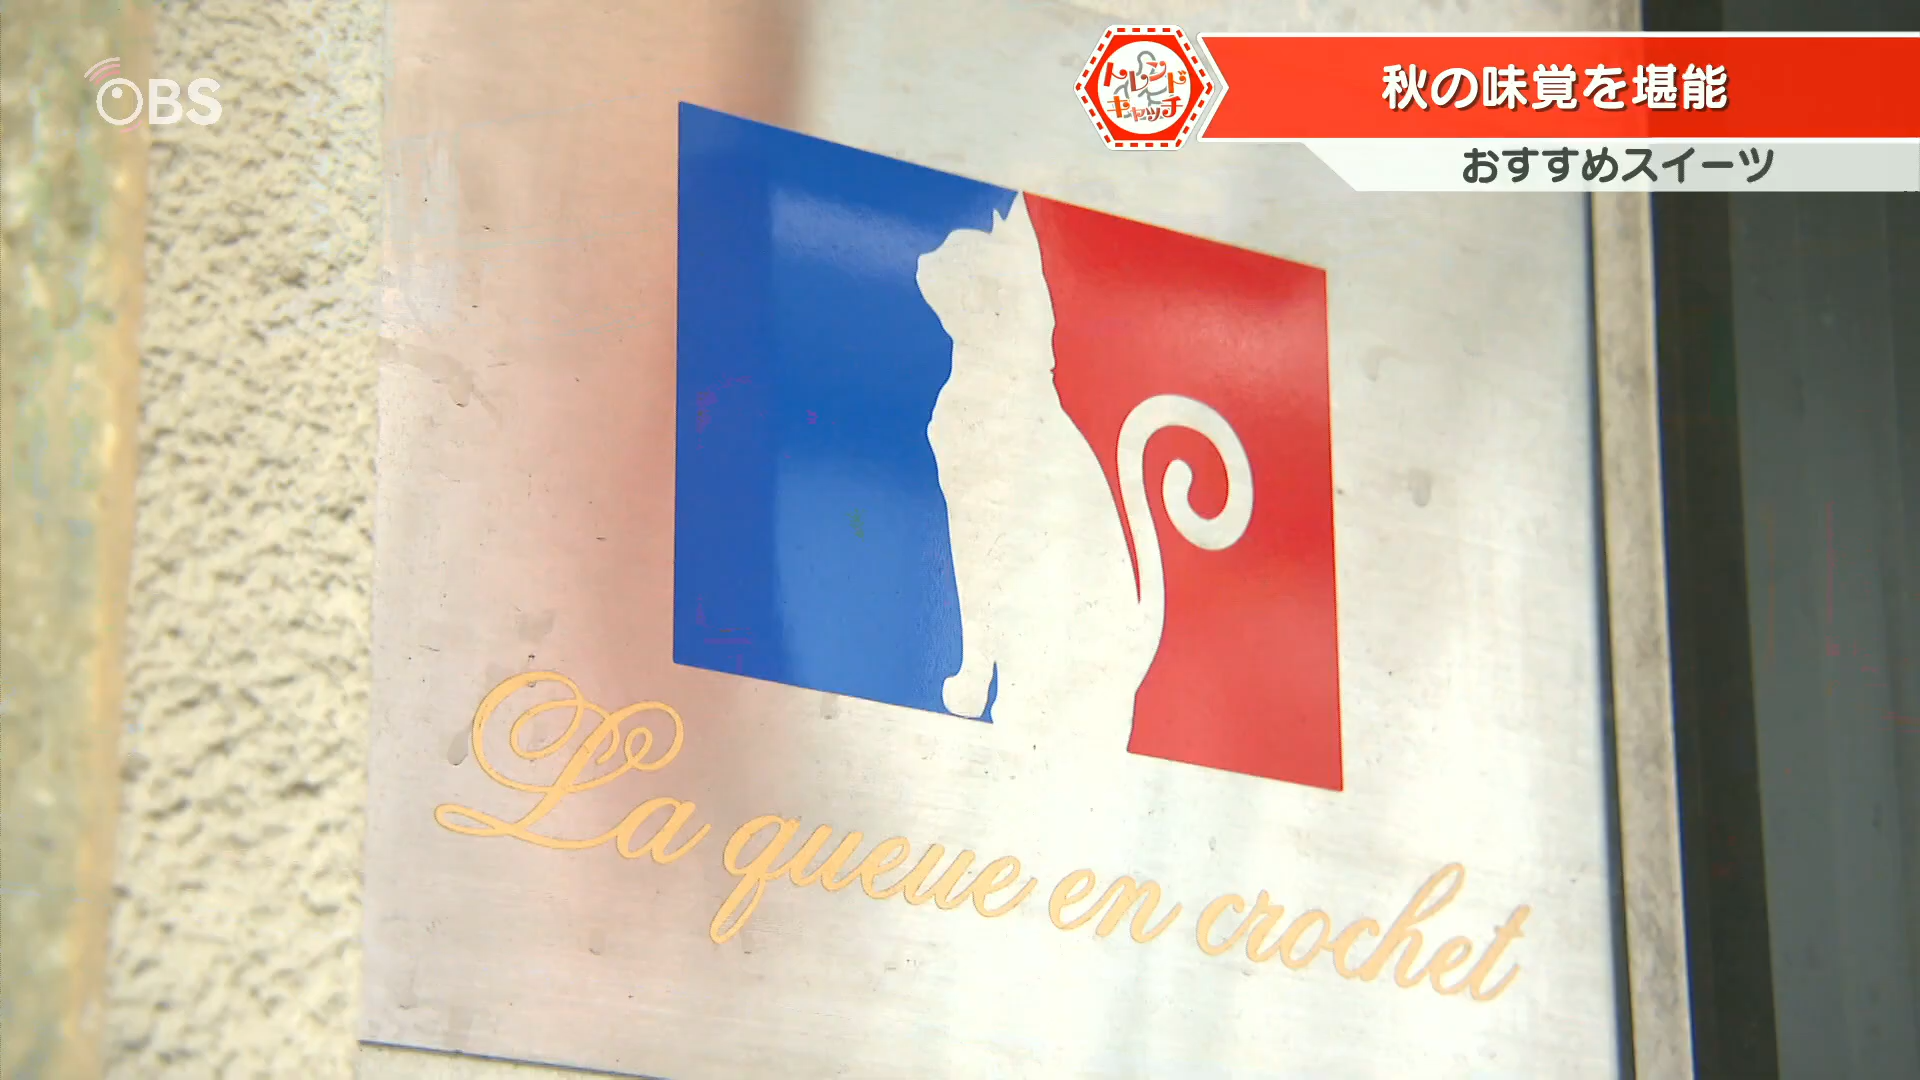 OBS
トレンド
キャッチ
秋の味覚を堪能
おすすめスイーツ
La queue en crochet